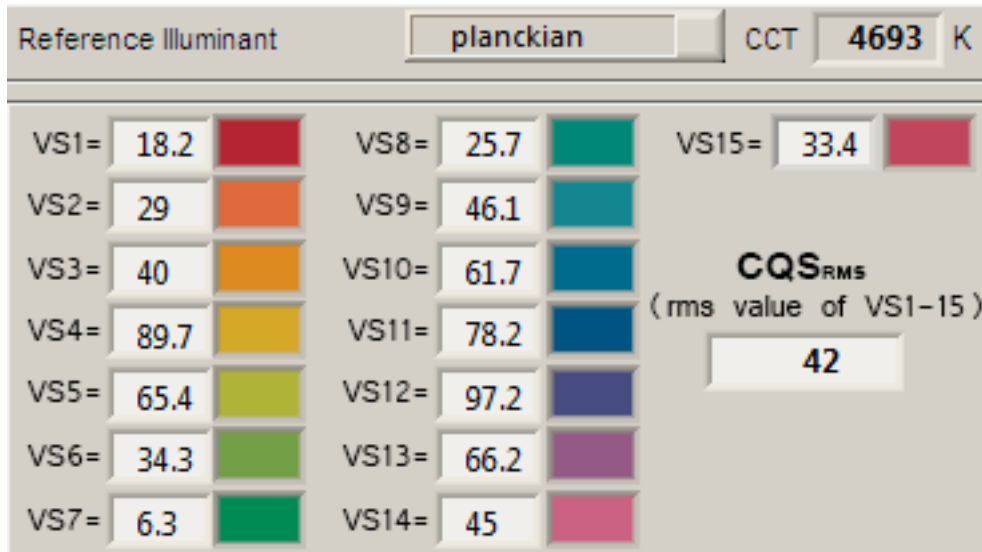 Reference Illuminant planckian CCT 4693 K
VS1= 18.2 VS8= 25.7 VS15= 33.4
VS2= 29 VS9= 46.1
VS3= 40 VS10= 61.7 CQSRMS
VS4= 89.7 VS11= 78.2 (rms value of VS1-15)
VS5= 65.4 VS12= 97.2 42
VS6= 34.3 VS13= 66.2
VS7= 6.3 VS14= 45